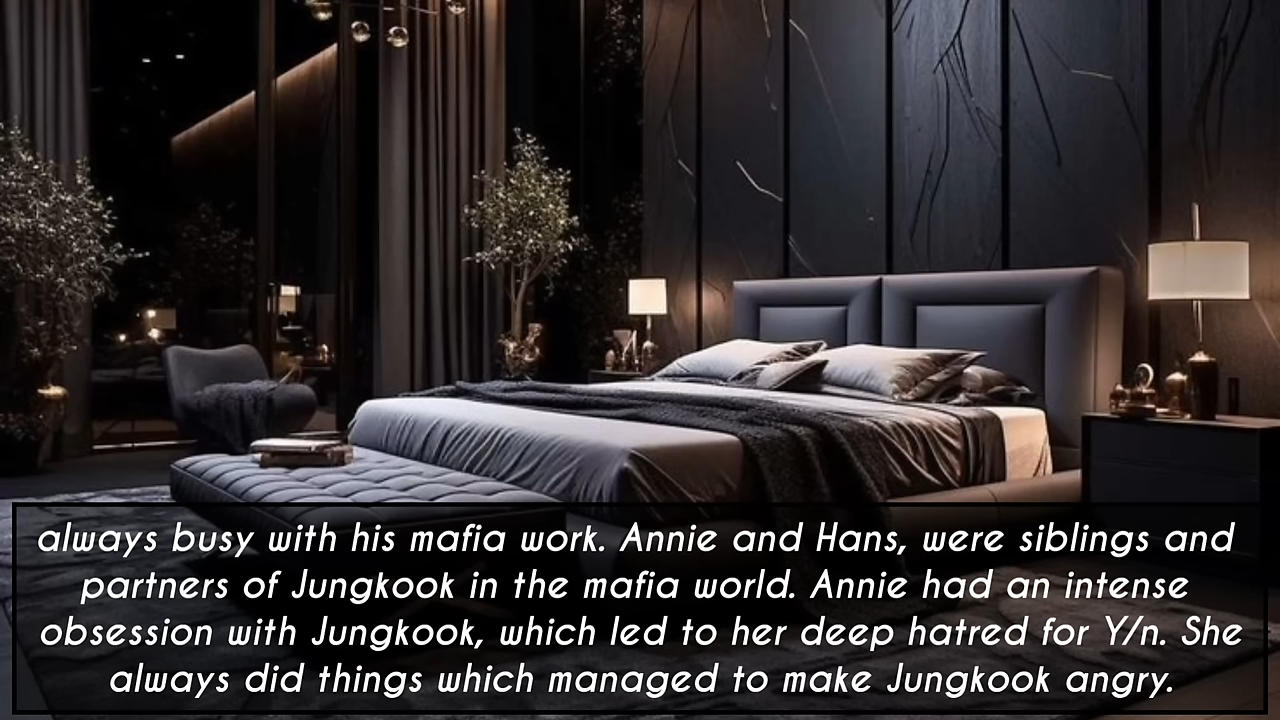 always busy with his mafia work. Annie and Hans, were siblings and
partners of Jungkook in the mafia world. Annie had an intense
obsession with Jungkook, which led to her deep hatred for Y/n. She
always did things which managed to make Jungkook angry.